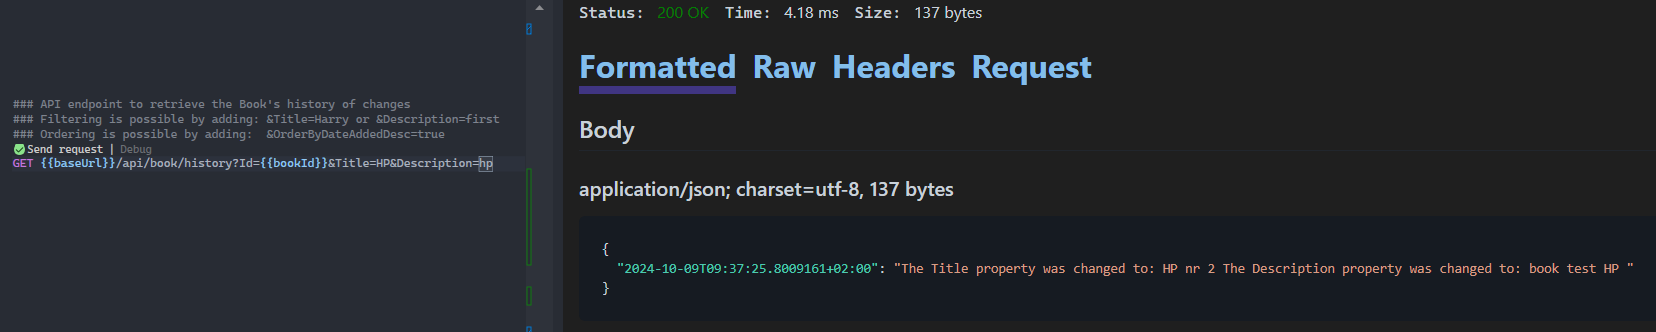 ### API endpoint to retrieve the Book's history of changes
### Filtering is possible by adding: &Title=Harry or &Description=first
### Ordering is possible by adding:  &OrderByDateAddedDesc=true
Send request | Debug
GET {{baseUrl}}/api/book/history?Id={{bookId}}&Title=HP&Description=hp
Status: 200 OK Time: 4.18 ms Size: 137 bytes
Formatted Raw Headers Request
Body
application/json; charset=utf-8, 137 bytes
{
"2024-10-09T09:37:25.8009161+02:00": "The Title property was changed to: HP nr 2 The Description property was changed to: book test HP "
}